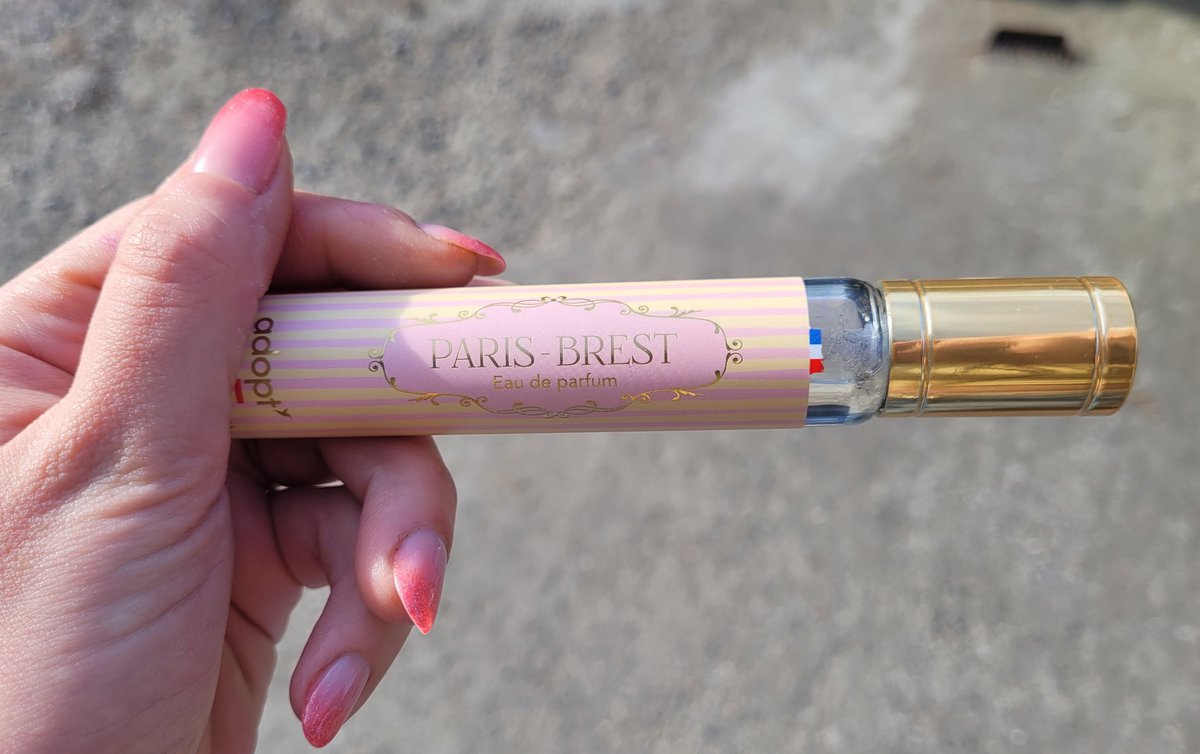 adopt'
PARIS-BREST
Eau de parfum